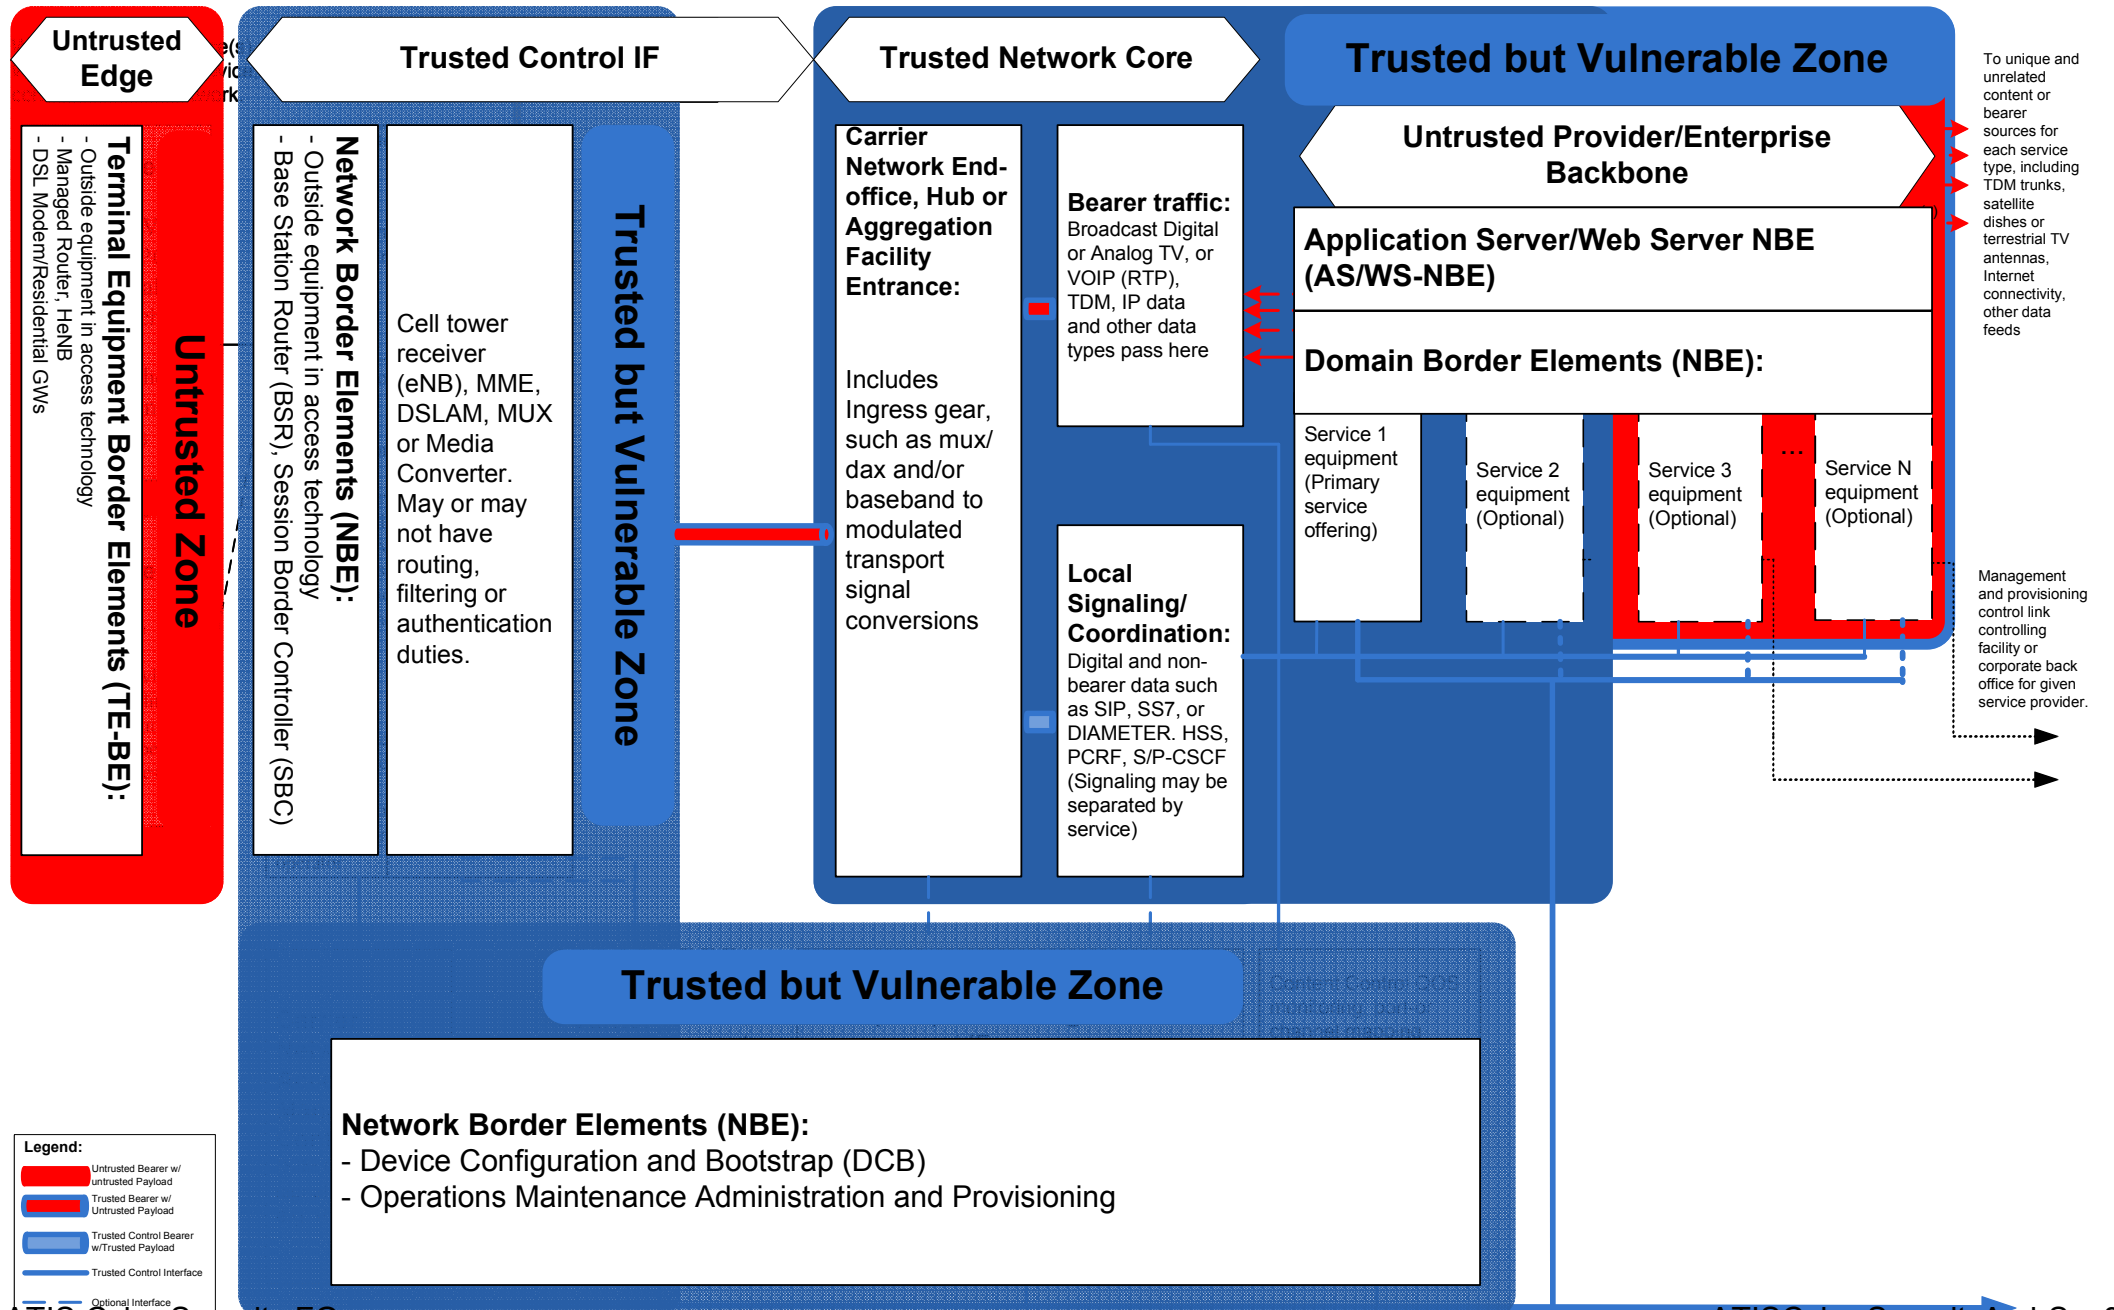 Untrusted
Edge
Trusted Control IF
Trusted Network Core
Trusted but Vulnerable Zone
Untrusted Provider/Enterprise
Backbone
To unique and
unrelated
content or
bearer
sources for
each service
type, including
TDM trunks,
satellite
dishes or
terrestrial TV
antennas,
Internet
connectivity,
other data
feeds
Untrusted Zone
Terminal Equipment Border Elements (TE-BE):
- Outside equipment in access technology
- Managed Router, HeNB
- DSL Modem/Residential GWs
Network Border Elements (NBE):
- Outside equipment in access technology
- Base Station Router (BSR), Session Border Controller (SBC)
Cell tower
receiver
(eNB), MME,
DSLAM, MUX
or Media
Converter.
May or may
not have
routing,
filtering or
authentication
duties.
Trusted but Vulnerable Zone
Carrier
Network End-
office, Hub or
Aggregation
Facility
Entrance:
Includes
Ingress gear,
such as mux/
dax and/or
baseband to
modulated
transport
signal
conversions
Bearer traffic:
Broadcast Digital
or Analog TV, or
VOIP (RTP),
TDM, IP data
and other data
types pass here
Local
Signaling/
Coordination:
Digital and non-
bearer data such
as SIP, SS7, or
DIAMETER. HSS,
PCRF, S/P-CSCF
(Signaling may be
separated by
service)
Application Server/Web Server NBE
(AS/WS-NBE)
Domain Border Elements (NBE):
Service 1
equipment
(Primary
service
offering)
Service 2
equipment
(Optional)
Service 3
equipment
(Optional)
...
Service N
equipment
(Optional)
Management
and provisioning
control link
controlling
facility or
corporate back
office for given
service provider.
Trusted but Vulnerable Zone
Content Control QOS
monitoring, port-or
channel mapping
Network Border Elements (NBE):
- Device Configuration and Bootstrap (DCB)
- Operations Maintenance Administration and Provisioning
Legend:
Untrusted Bearer w/
untrusted Payload
Trusted Bearer w/
Untrusted Payload
Trusted Control Bearer
w/Trusted Payload
Trusted Control Interface
Optional Interface